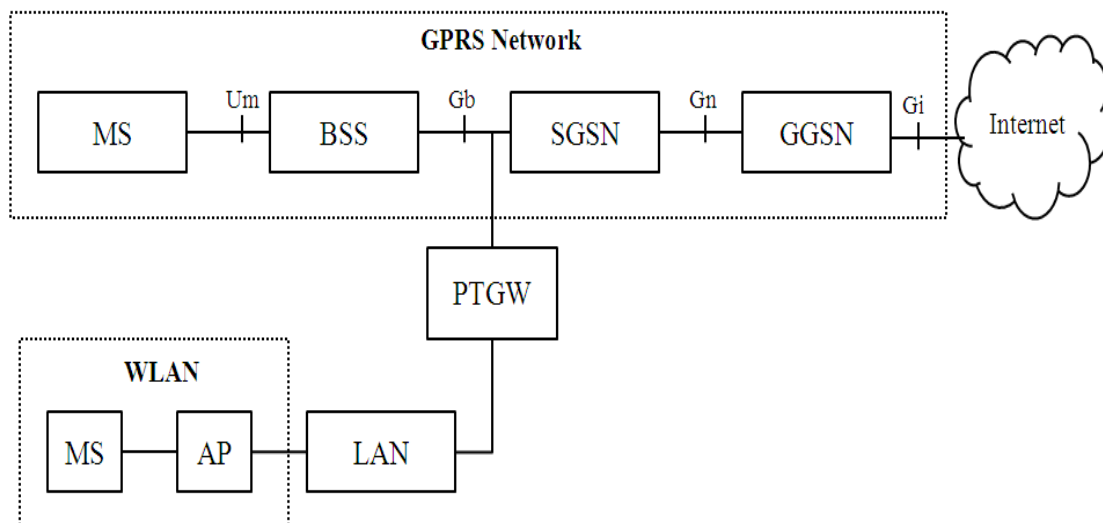 GPRS Network
Um
Gb
Gn
Gi
MS
BSS
SGSN
GGSN
Internet
PTGW
WLAN
MS
AP
LAN